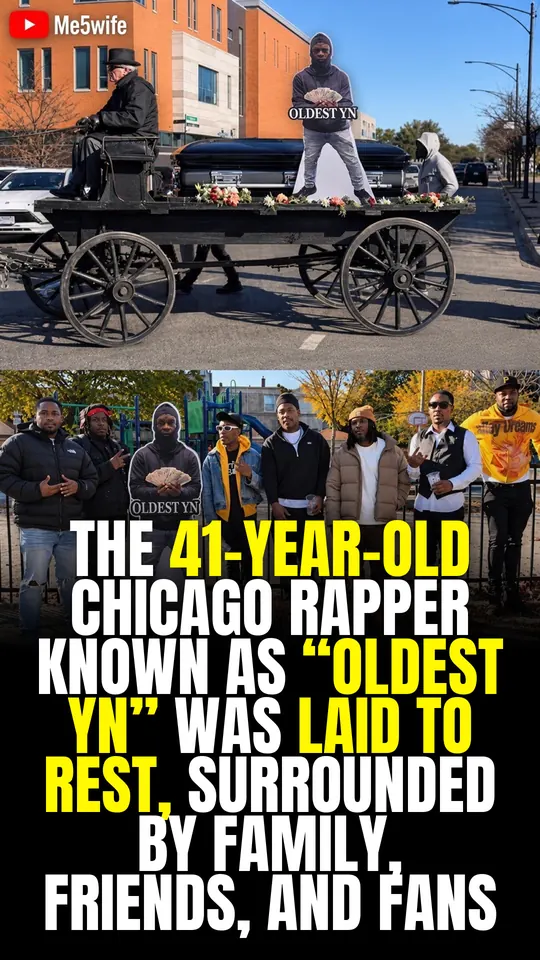 Me5wife
OLDEST YN
OLDEST YN
THE 41-YEAR-OLD
CHICAGO RAPPER
KNOWN AS “OLDEST
YN” WAS LAID TO
REST, SURROUNDED
BY FAMILY,
FRIENDS, AND FANS